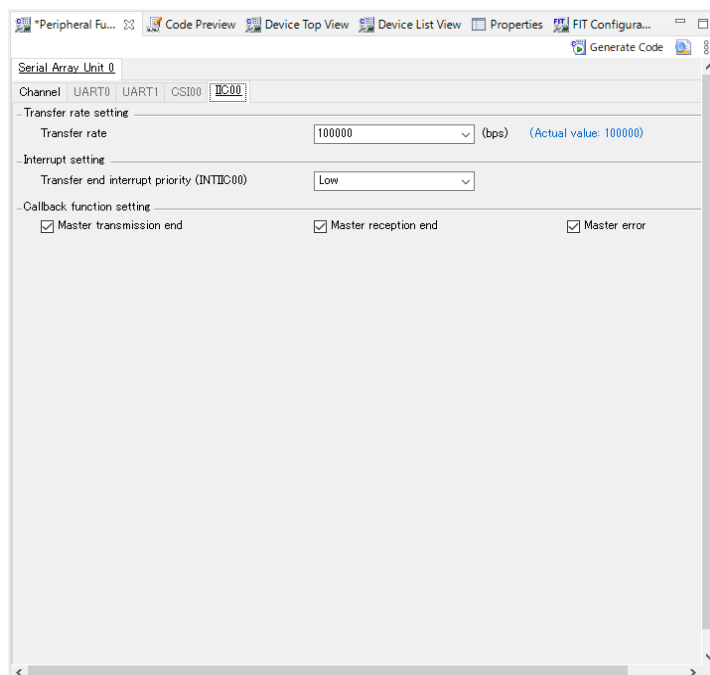 *Peripheral Fu... Code Preview Device Top View Device List View Properties FIT Configura...
Generate Code
Serial Array Unit 0
Channel UART0 UART1 CSI00 IIC00
Transfer rate setting
Transfer rate 100000 (bps) (Actual value: 100000)
Interrupt setting
Transfer end interrupt priority (INTIIC00) Low
Callback function setting
Master transmission end Master reception end Master error